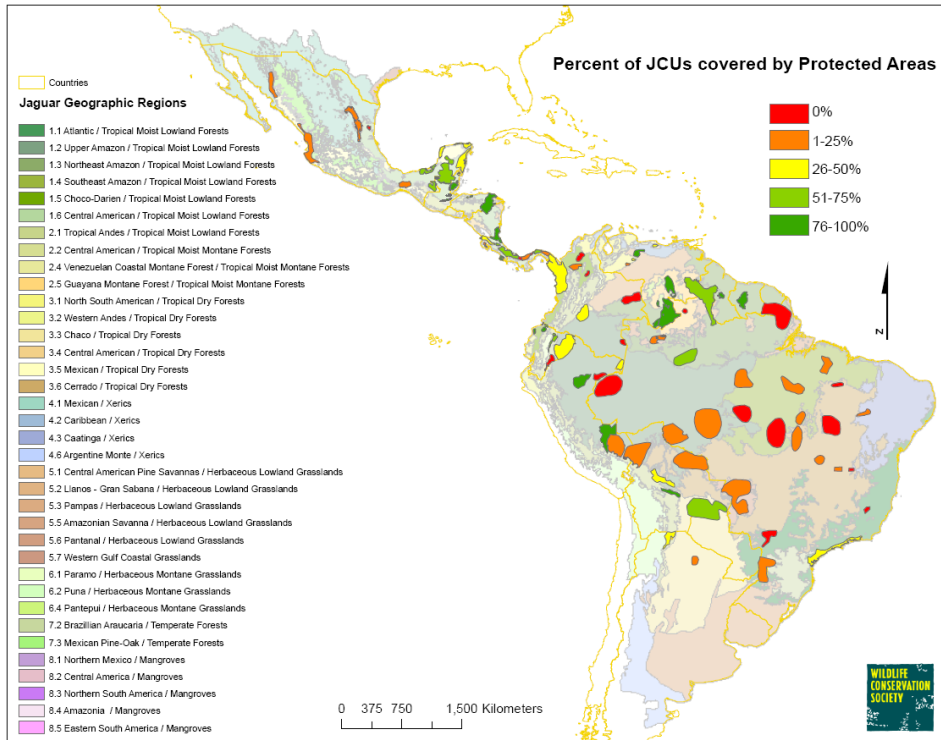 Percent of JCUs covered by Protected Areas
Countries
Jaguar Geographic Regions
1.1 Atlantic / Tropical Moist Lowland Forests
1.2 Upper Amazon / Tropical Moist Lowland Forests
1.3 Northeast Amazon / Tropical Moist Lowland Forests
1.4 Southeast Amazon / Tropical Moist Lowland Forests
1.5 Choco-Darien / Tropical Moist Lowland Forests
1.6 Central American / Tropical Moist Lowland Forests
2.1 Tropical Andes / Tropical Moist Lowland Forests
2.2 Central American / Tropical Moist Montane Forests
2.4 Venezuelan Coastal Montane Forest / Tropical Moist Montane Forests
2.5 Guayana Montane Forest / Tropical Moist Montane Forests
3.1 North South American / Tropical Dry Forests
3.2 Western Andes / Tropical Dry Forests
3.3 Chaco / Tropical Dry Forests
3.4 Central American / Tropical Dry Forests
3.5 Mexican / Tropical Dry Forests
3.6 Cerrado / Tropical Dry Forests
4.1 Mexican / Xerics
4.2 Caribbean / Xerics
4.3 Caatinga / Xerics
4.6 Argentine Monte / Xerics
5.1 Central American Pine Savannas / Herbaceous Lowland Grasslands
5.2 Llanos - Gran Sabana / Herbaceous Lowland Grasslands
5.3 Pampas / Herbaceous Lowland Grasslands
5.5 Amazonian Savanna / Herbaceous Lowland Grasslands
5.6 Pantanal / Herbaceous Lowland Grasslands
5.7 Western Gulf Coastal Grasslands
6.1 Paramo / Herbaceous Montane Grasslands
6.2 Puna / Herbaceous Montane Grasslands
6.4 Pantepui / Herbaceous Montane Grasslands
7.2 Brazillian Araucaria / Temperate Forests
7.3 Mexican Pine-Oak / Temperate Forests
8.1 Northern Mexico / Mangroves
8.2 Central America / Mangroves
8.3 Northern South America / Mangroves
8.4 Amazonia / Mangroves
8.5 Eastern South America / Mangroves
0%
1-25%
26-50%
51-75%
76-100%
N
0 375 750 1,500 Kilometers
WILDLIFE
CONSERVATION
SOCIETY